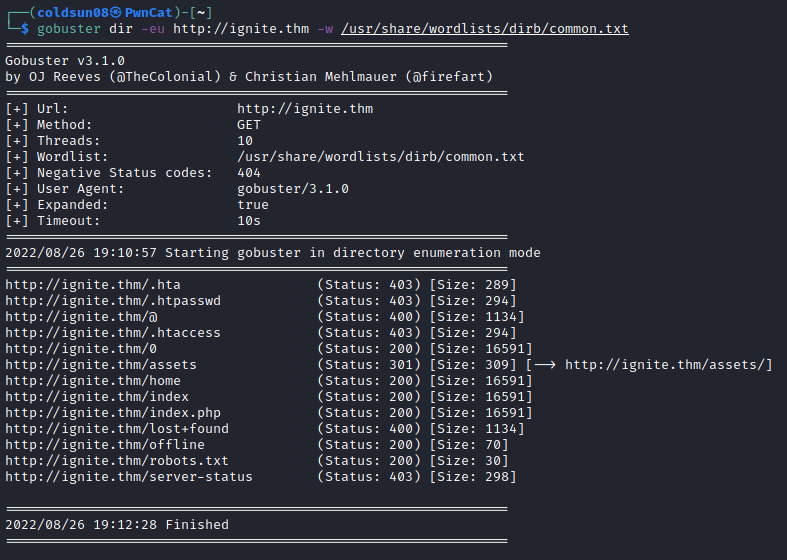 ┌──(coldsun08㉿PwnCat)-[~]
└─$ gobuster dir -eu http://ignite.thm -w /usr/share/wordlists/dirb/common.txt
===============================================================
Gobuster v3.1.0
by OJ Reeves (@TheColonial) & Christian Mehlmauer (@firefart)
===============================================================
[+] Url:                     http://ignite.thm
[+] Method:                  GET
[+] Threads:                 10
[+] Wordlist:                /usr/share/wordlists/dirb/common.txt
[+] Negative Status codes:   404
[+] User Agent:              gobuster/3.1.0
[+] Expanded:                true
[+] Timeout:                 10s
===============================================================
2022/08/26 19:10:57 Starting gobuster in directory enumeration mode
===============================================================
http://ignite.thm/.hta                 (Status: 403) [Size: 289]
http://ignite.thm/.htpasswd            (Status: 403) [Size: 294]
http://ignite.thm/@                    (Status: 400) [Size: 1134]
http://ignite.thm/.htaccess            (Status: 403) [Size: 294]
http://ignite.thm/0                    (Status: 200) [Size: 16591]
http://ignite.thm/assets               (Status: 301) [Size: 309] [--> http://ignite.thm/assets/]
http://ignite.thm/home                 (Status: 200) [Size: 16591]
http://ignite.thm/index                (Status: 200) [Size: 16591]
http://ignite.thm/index.php            (Status: 200) [Size: 16591]
http://ignite.thm/lost+found           (Status: 400) [Size: 1134]
http://ignite.thm/offline              (Status: 200) [Size: 70]
http://ignite.thm/robots.txt           (Status: 200) [Size: 30]
http://ignite.thm/server-status        (Status: 403) [Size: 298]
===============================================================
2022/08/26 19:12:28 Finished
===============================================================